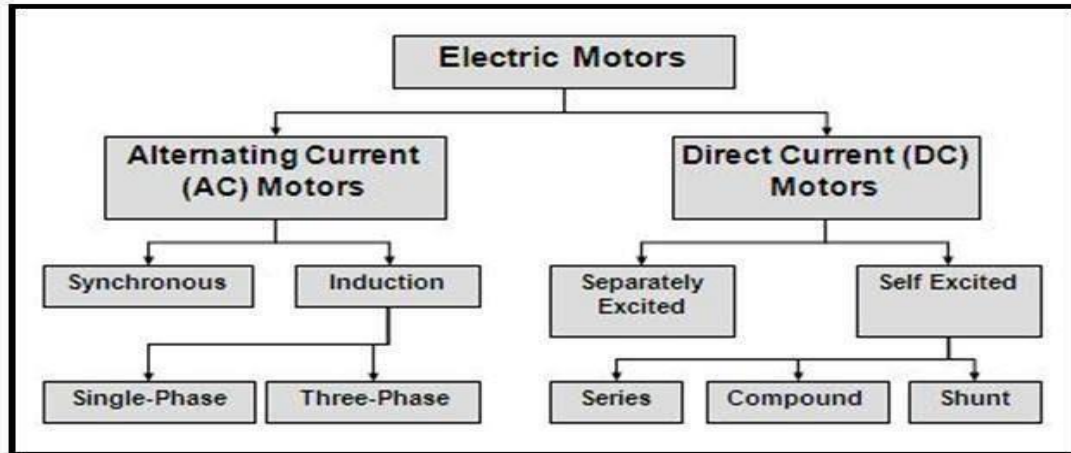 Electric Motors
Alternating Current
(AC) Motors
Direct Current (DC)
Motors
Synchronous
Induction
Separately
Excited
Self Excited
Single-Phase
Three-Phase
Series
Compound
Shunt